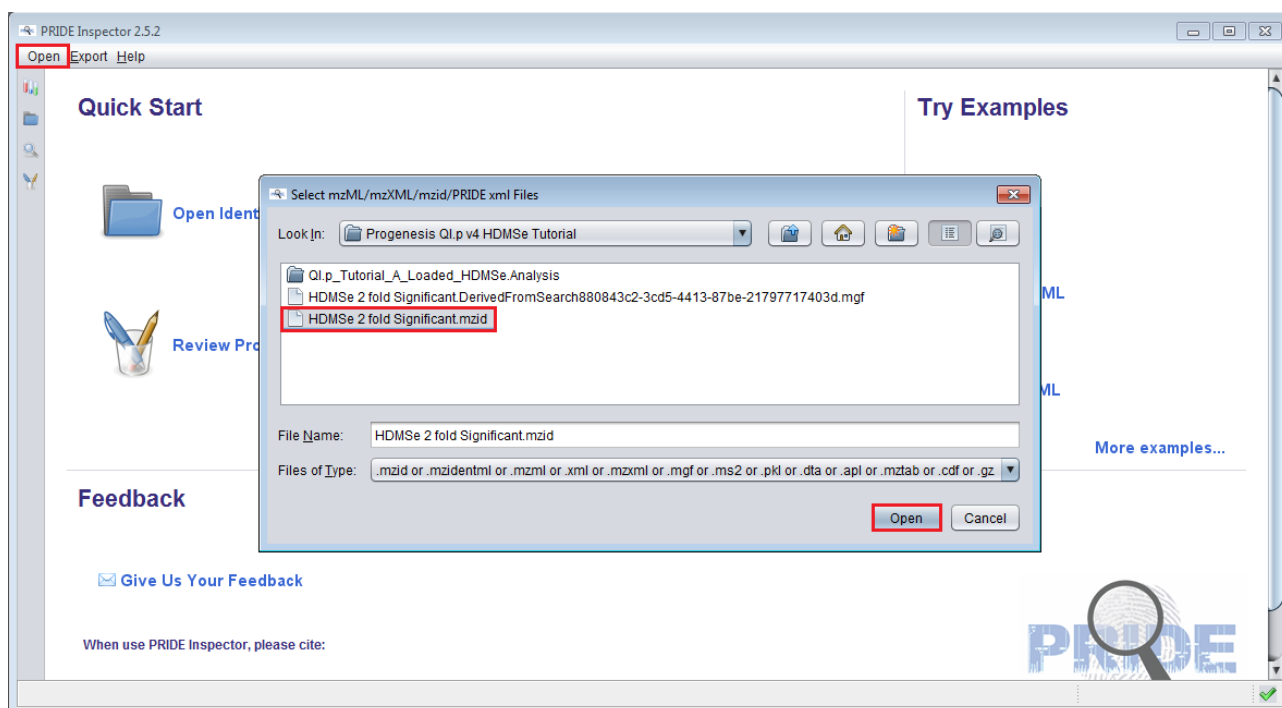 PRIDE Inspector 2.5.2
Open Export Help
Quick Start
Try Examples
Select mzML/mzXML/mzid/PRIDE xml Files
Open Ident
Look In: Progenesis QI.p v4 HDMSe Tutorial
QI.p_Tutorial_A_Loaded_HDMSe.Analysis
HDMSe 2 fold Significant.DerivedFromSearch880843c2-3cd5-4413-87be-21797717403d.mgf
ML
HDMSe 2 fold Significant.mzid
Review Pro
ML
File Name: HDMSe 2 fold Significant.mzid
More examples...
Files of Type: .mzid or .mzidentml or .mzml or .xml or .mzxml or .mgf or .ms2 or .pkl or .dta or .apl or .mztab or .cdf or .gz
Feedback
Open Cancel
Give Us Your Feedback
When use PRIDE Inspector, please cite:
PRIDE